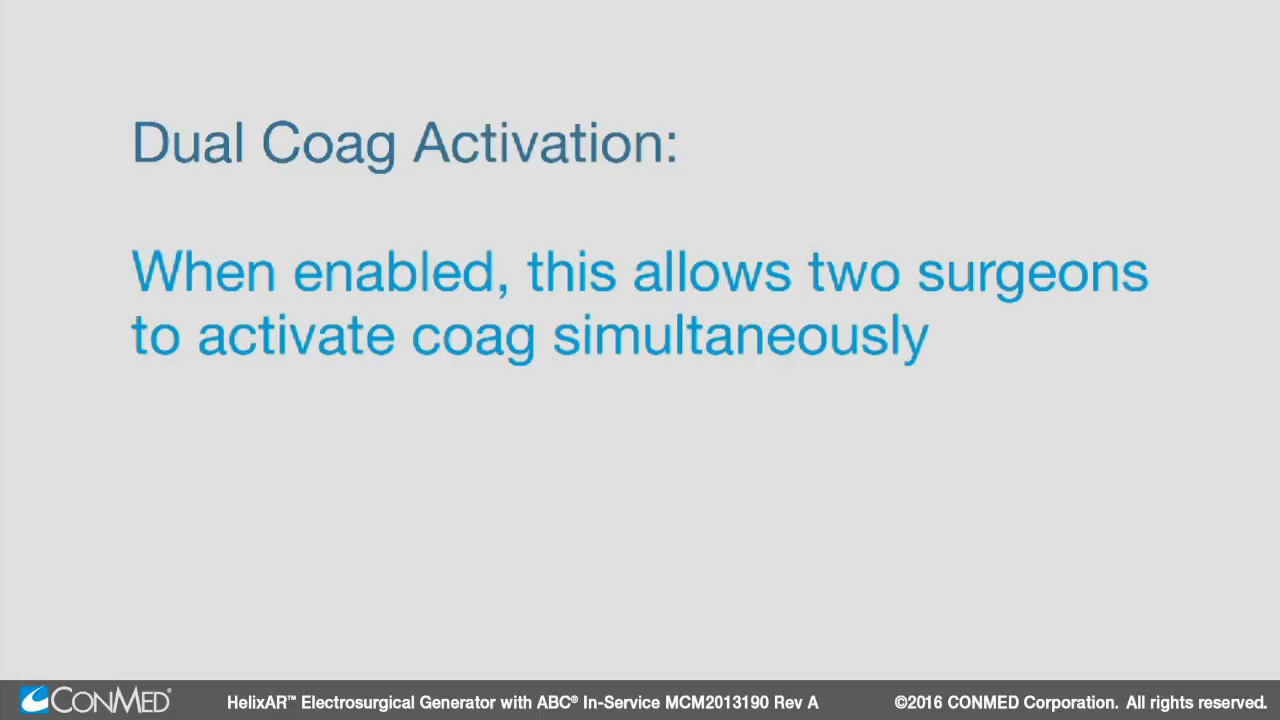 Dual Coag Activation:
When enabled, this allows two surgeons
to activate coag simultaneously
CONMED® HelixAR™ Electrosurgical Generator with ABC® In-Service MCM2013190 Rev A ©2016 CONMED Corporation. All rights reserved.